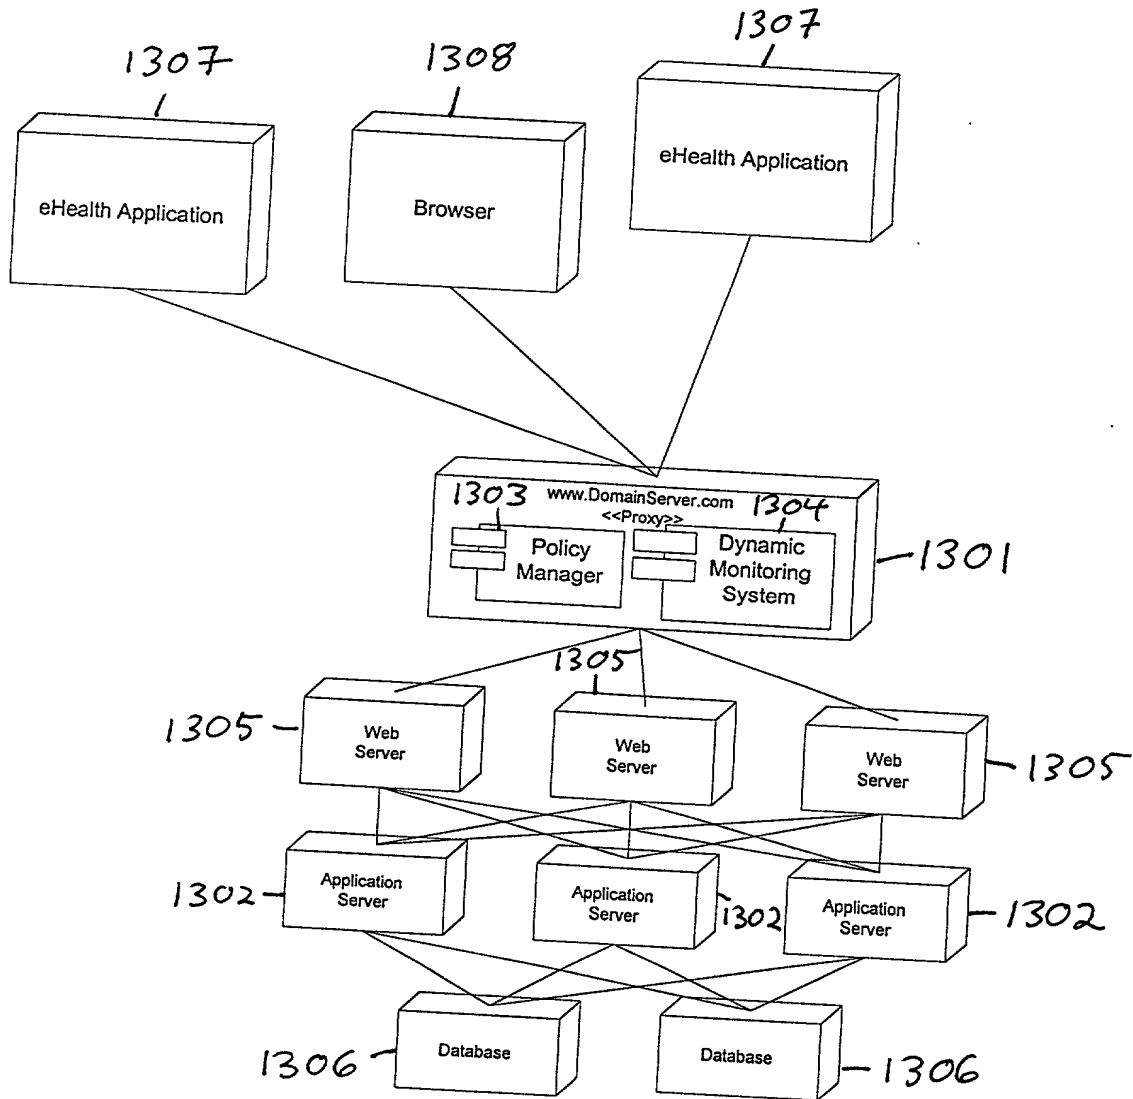 1307
1308
1307
eHealth Application
Browser
eHealth Application
www.DomainServer.com
<<Proxy>>
1303
1304
Policy
Manager
Dynamic
Monitoring
System
1301
1305
1305
1305
Web
Server
Web
Server
Web
Server
1302
1302
1302
Application
Server
Application
Server
Application
Server
1306
1306
Database
Database